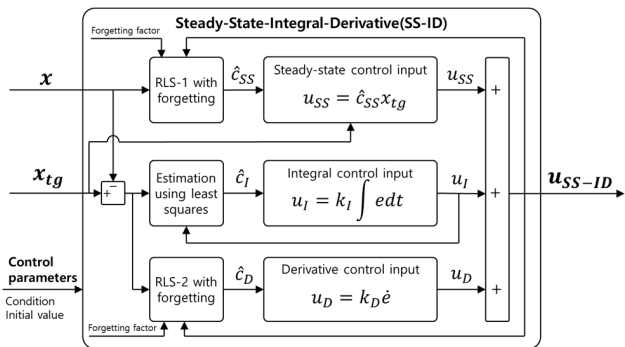 Steady-State-Integral-Derivative(SS-ID)
Forgetting factor
x
RLS-1 with
forgetting
ĉ_SS
Steady-state control input
u_SS = ĉ_SS x_tg
u_SS
+
x_tg
+
−
Estimation
using least
squares
ĉ_I
Integral control input
u_I = k_I ∫ edt
u_I
+
u_SS−ID
Control
parameters
Condition
Initial value
RLS-2 with
forgetting
ĉ_D
Derivative control input
u_D = k_D ė
u_D
+
Forgetting factor